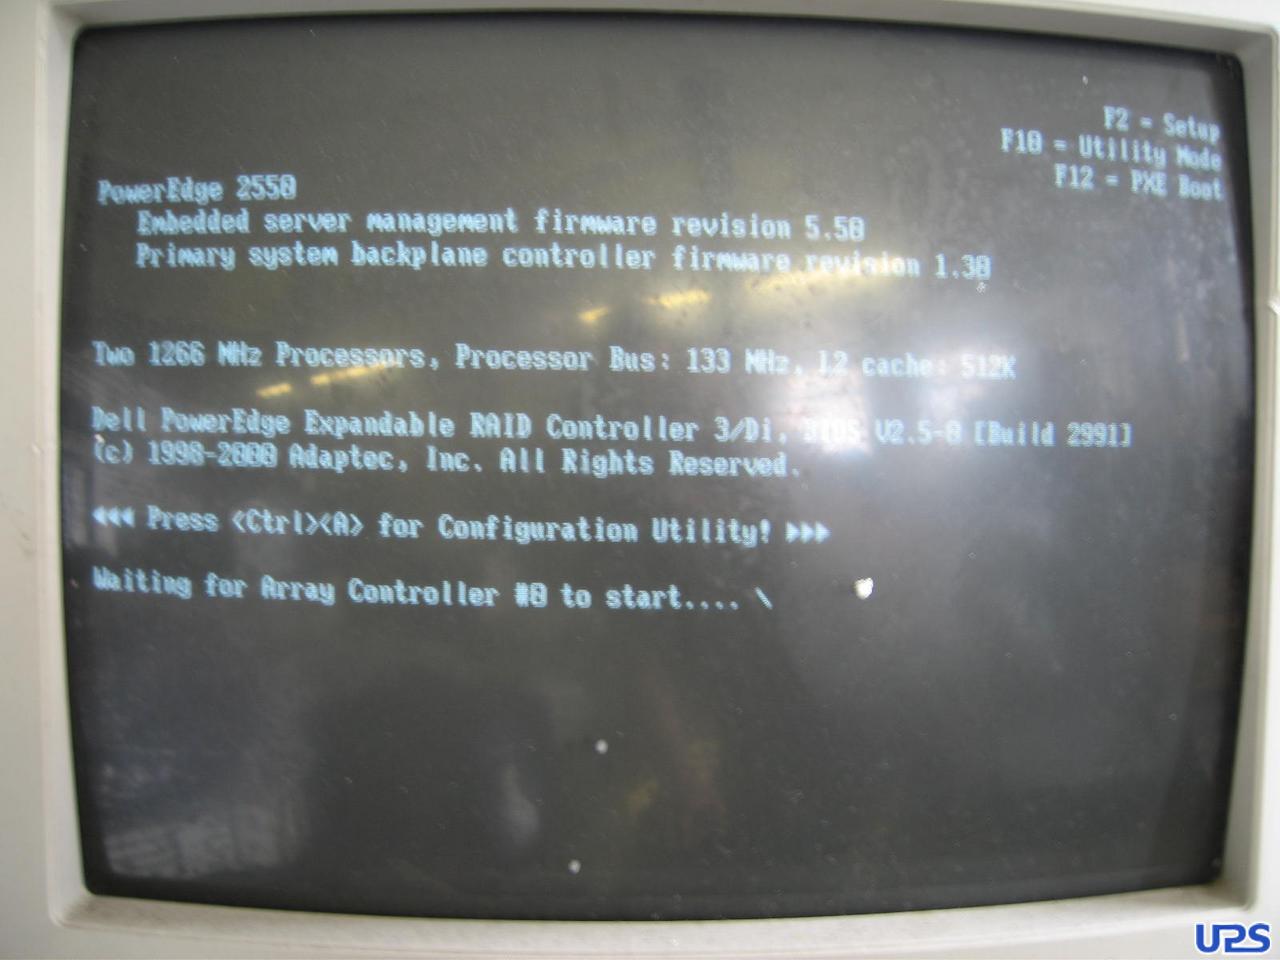 F2 = Setup
F10 = Utility Mode
F12 = PXE Boot
PowerEdge 2550
Embedded server management firmware revision 5.50
Primary system backplane controller firmware revision 1.30
Two 1266 MHz Processors, Processor Bus: 133 MHz, L2 cache: 512K
Dell PowerEdge Expandable RAID Controller 3/Di, BIOS V2.5-0 [Build 2991]
(c) 1998-2000 Adaptec, Inc. All Rights Reserved.
◄◄◄ Press <Ctrl><A> for Configuration Utility! ►►►
Waiting for Array Controller #0 to start.... \
UPS